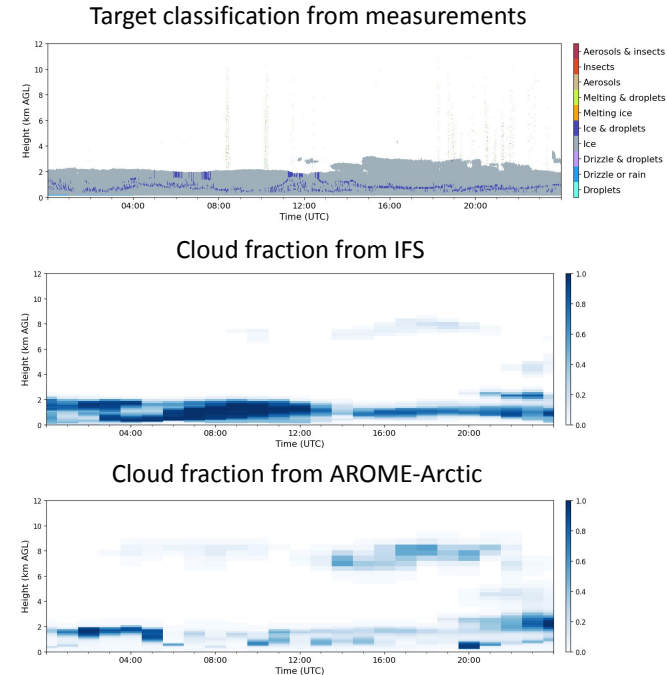 Target classification from measurements
12
10
8
6
4
2
0
Height (km AGL)
04:00 08:00 12:00 16:00 20:00
Time (UTC)
Aerosols & insects
Insects
Aerosols
Melting & droplets
Melting ice
Ice & droplets
Ice
Drizzle & droplets
Drizzle or rain
Droplets
Cloud fraction from IFS
12
10
8
6
4
2
0
Height (km AGL)
04:00 08:00 12:00 16:00 20:00
Time (UTC)
1.0
0.8
0.6
0.4
0.2
0.0
Cloud fraction from AROME-Arctic
12
10
8
6
4
2
0
Height (km AGL)
04:00 08:00 12:00 16:00 20:00
Time (UTC)
1.0
0.8
0.6
0.4
0.2
0.0